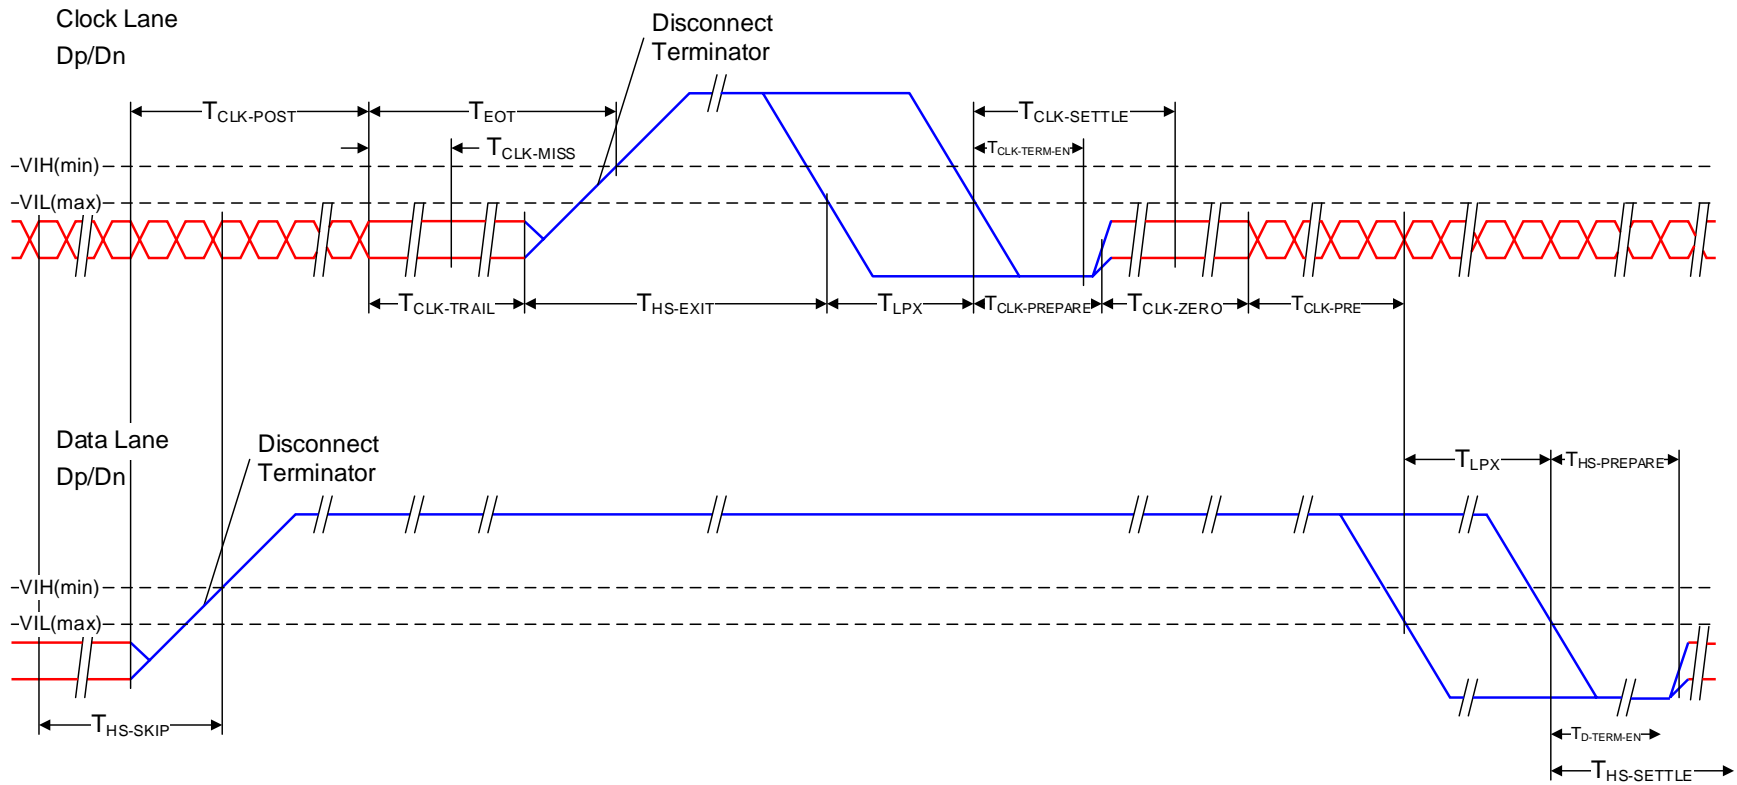 Clock Lane
Dp/Dn
Disconnect
Terminator
TCLK-POST
TEOT
TCLK-SETTLE
TCLK-MISS
TCLK-TERM-EN
VIH(min)
VIL(max)
TCLK-TRAIL
THS-EXIT
TLPX
TCLK-PREPARE
TCLK-ZERO
TCLK-PRE
Data Lane
Dp/Dn
Disconnect
Terminator
TLPX
THS-PREPARE
VIH(min)
VIL(max)
THS-SKIP
TD-TERM-EN
THS-SETTLE